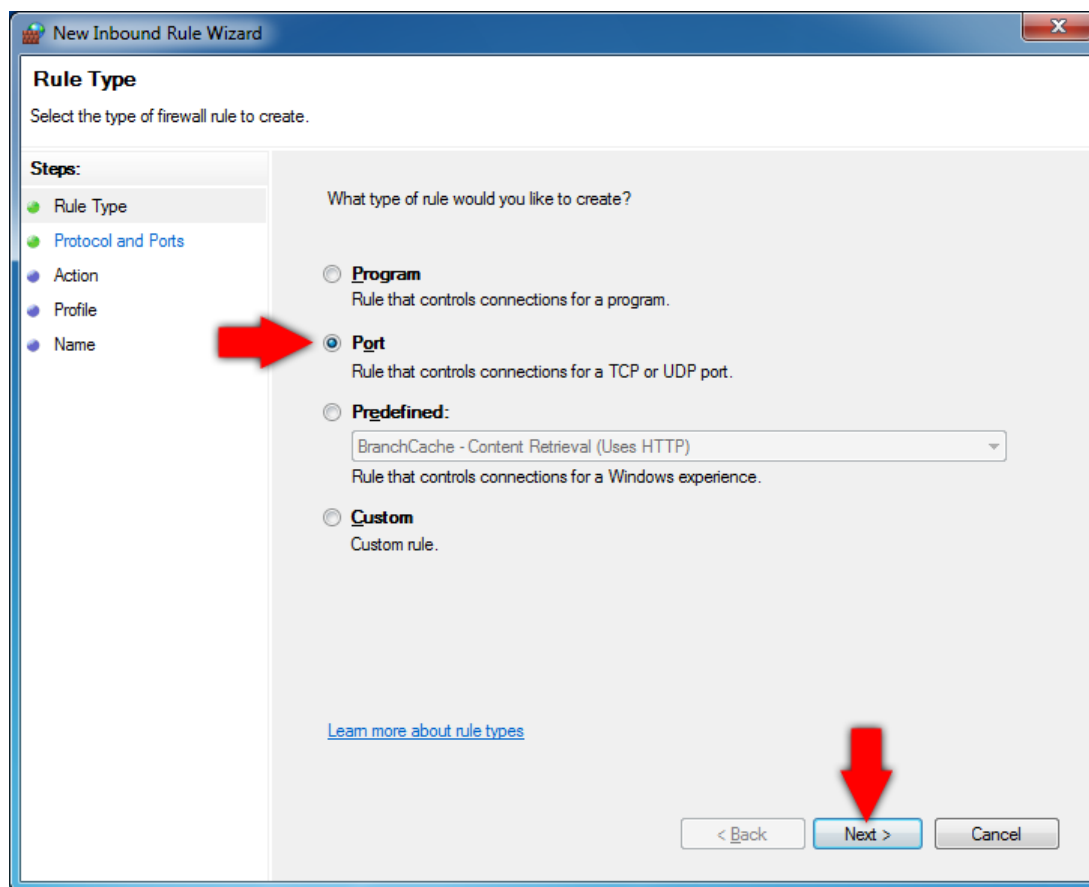 New Inbound Rule Wizard
Rule Type
Select the type of firewall rule to create.
Steps:
Rule Type
Protocol and Ports
Action
Profile
Name
What type of rule would you like to create?
Program
Rule that controls connections for a program.
Port
Rule that controls connections for a TCP or UDP port.
Predefined:
BranchCache - Content Retrieval (Uses HTTP)
Rule that controls connections for a Windows experience.
Custom
Custom rule.
Learn more about rule types
< Back Next > Cancel